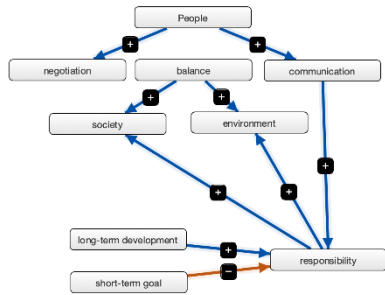 People
+
+
negotiation
balance
communication
+
+
society
environment
+
+
+
long-term development
+
responsibility
−
short-term goal